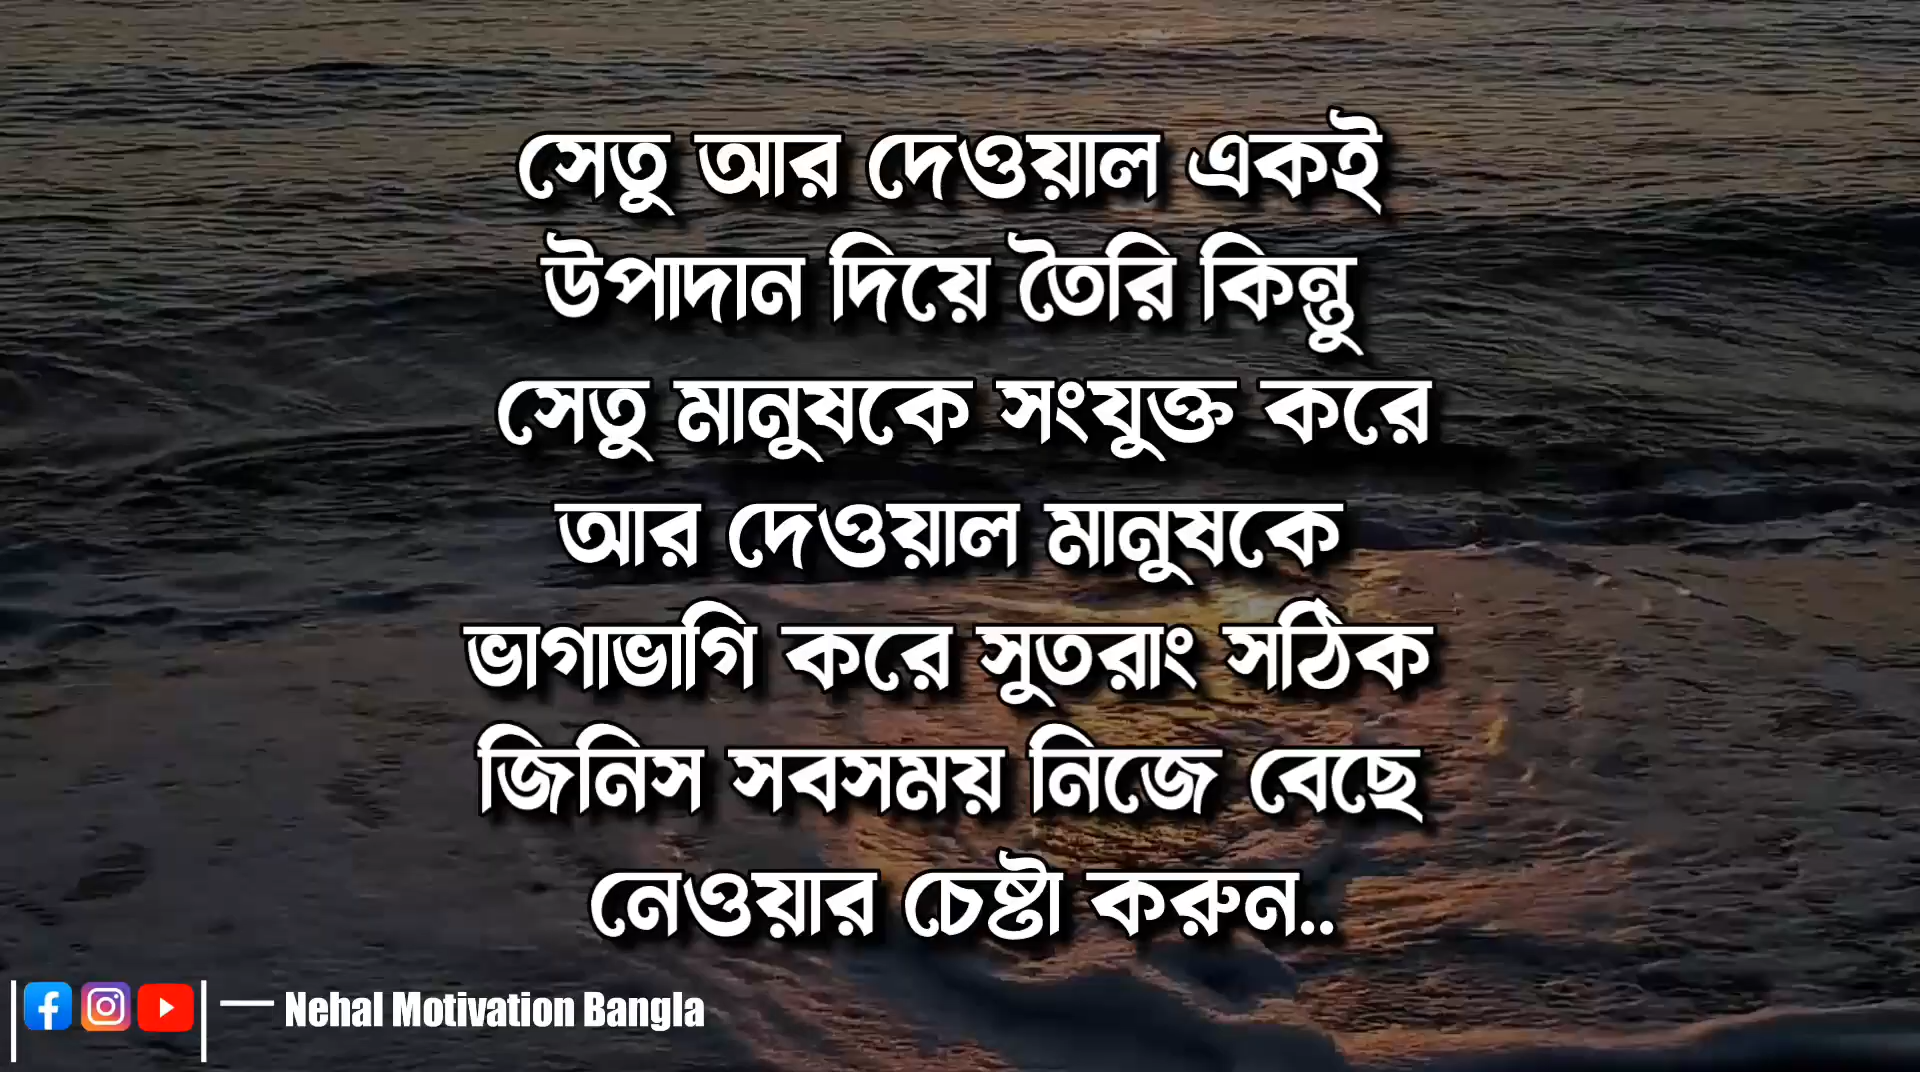 সেতু আর দেওয়াল একই
উপাদান দিয়ে তৈরি কিন্তু
সেতু মানুষকে সংযুক্ত করে
আর দেওয়াল মানুষকে
ভাগাভাগি করে সুতরাং সঠিক
জিনিস সবসময় নিজে বেছে
নেওয়ার চেষ্টা করুন..
Nehal Motivation Bangla